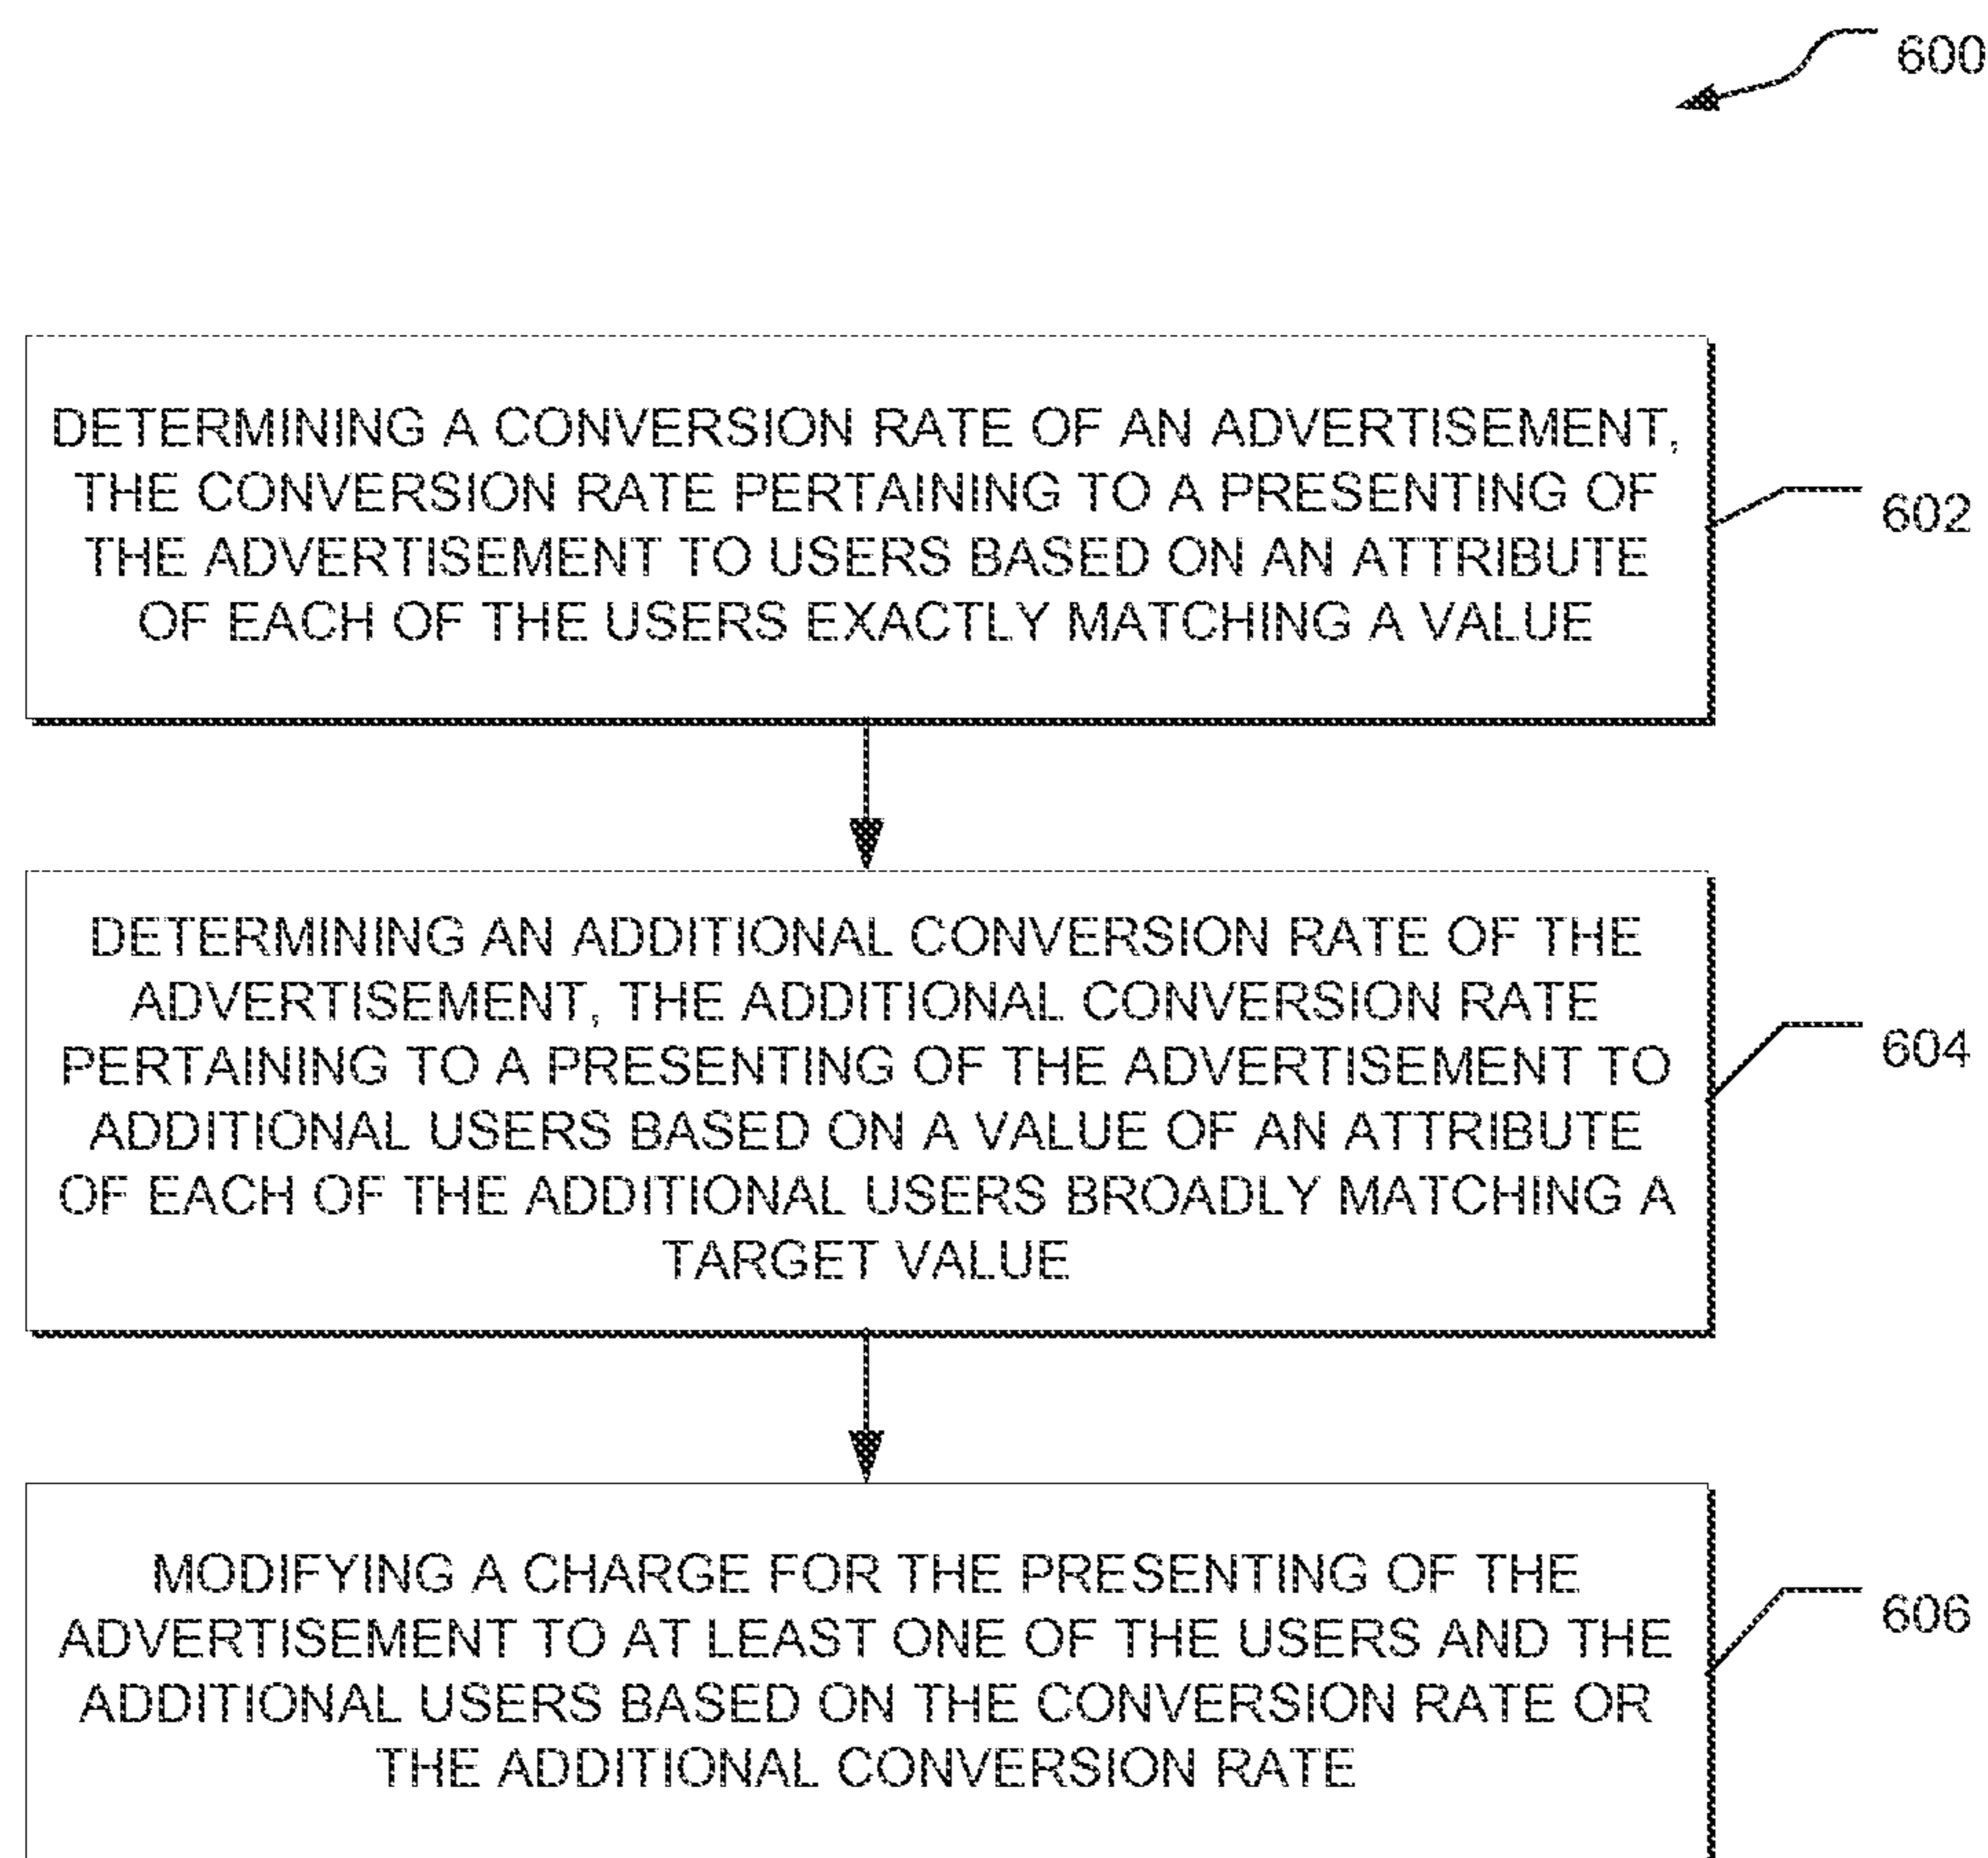 600
DETERMINING A CONVERSION RATE OF AN ADVERTISEMENT,
THE CONVERSION RATE PERTAINING TO A PRESENTING OF
THE ADVERTISEMENT TO USERS BASED ON AN ATTRIBUTE
OF EACH OF THE USERS EXACTLY MATCHING A VALUE
602
DETERMINING AN ADDITIONAL CONVERSION RATE OF THE
ADVERTISEMENT, THE ADDITIONAL CONVERSION RATE
PERTAINING TO A PRESENTING OF THE ADVERTISEMENT TO
ADDITIONAL USERS BASED ON A VALUE OF AN ATTRIBUTE
OF EACH OF THE ADDITIONAL USERS BROADLY MATCHING A
TARGET VALUE
604
MODIFYING A CHARGE FOR THE PRESENTING OF THE
ADVERTISEMENT TO AT LEAST ONE OF THE USERS AND THE
ADDITIONAL USERS BASED ON THE CONVERSION RATE OR
THE ADDITIONAL CONVERSION RATE
606